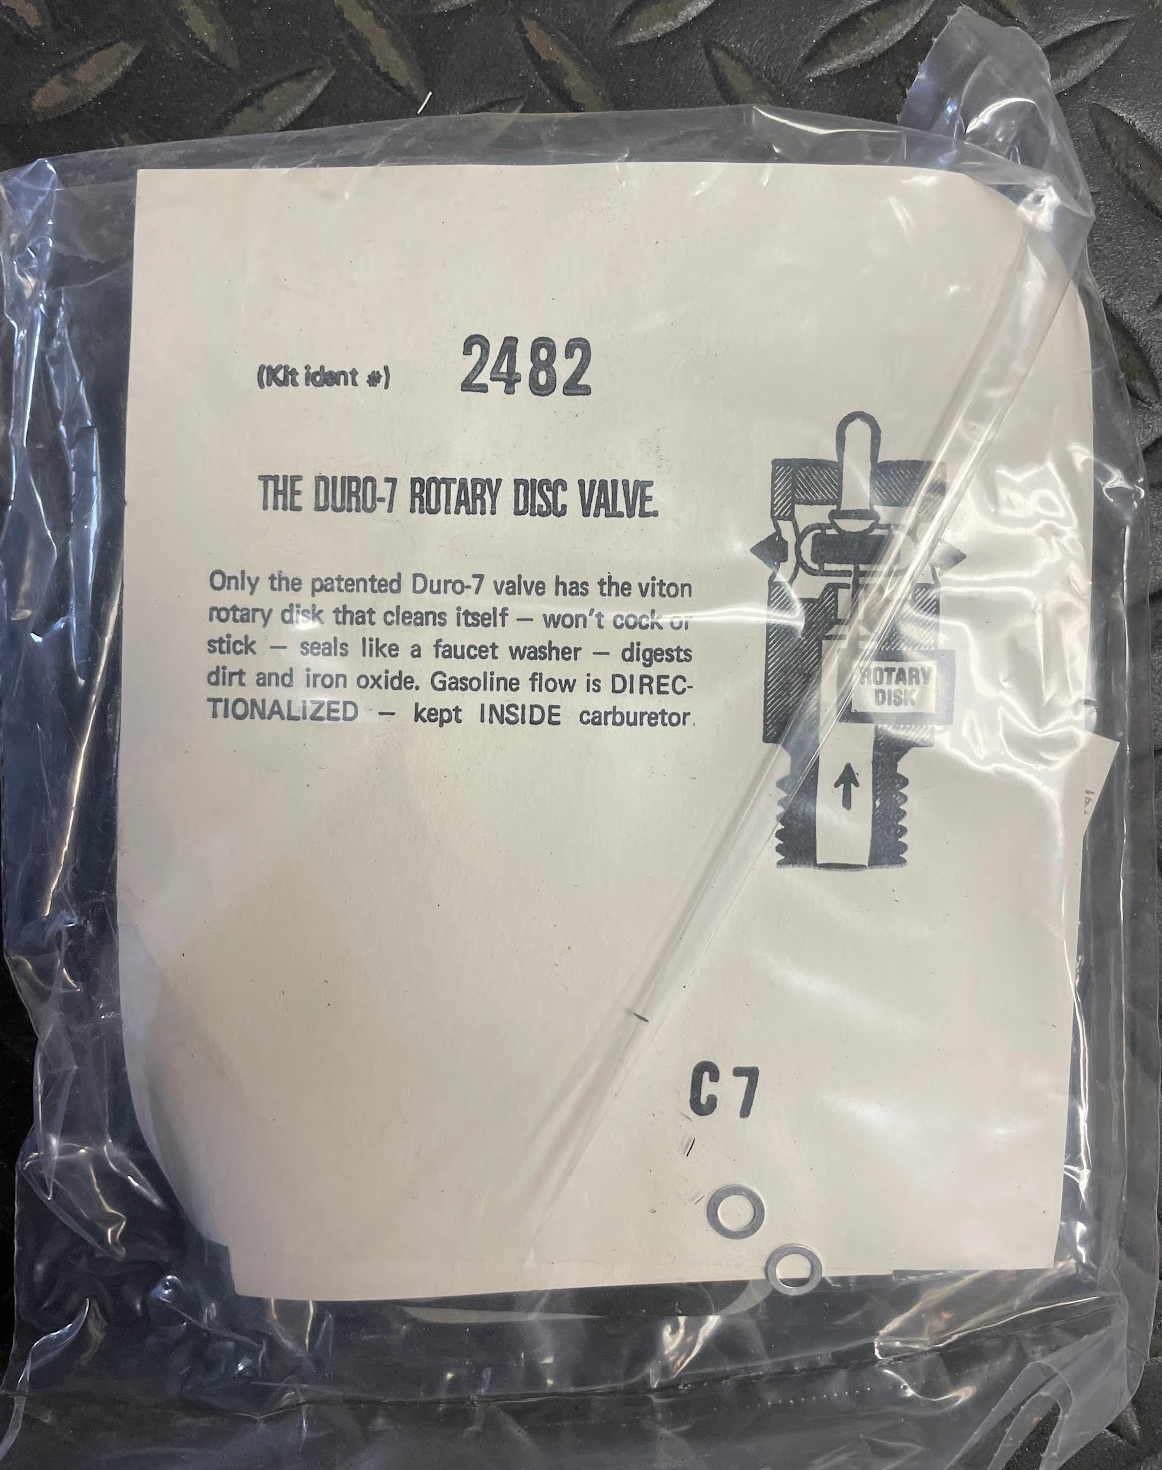 (Kit ident #) 2482
THE DURO-7 ROTARY DISC VALVE.
Only the patented Duro-7 valve has the viton
rotary disk that cleans itself — won't cock or
stick — seals like a faucet washer — digests
dirt and iron oxide. Gasoline flow is DIREC-
TIONALIZED — kept INSIDE carburetor.
ROTARY
DISK
C7